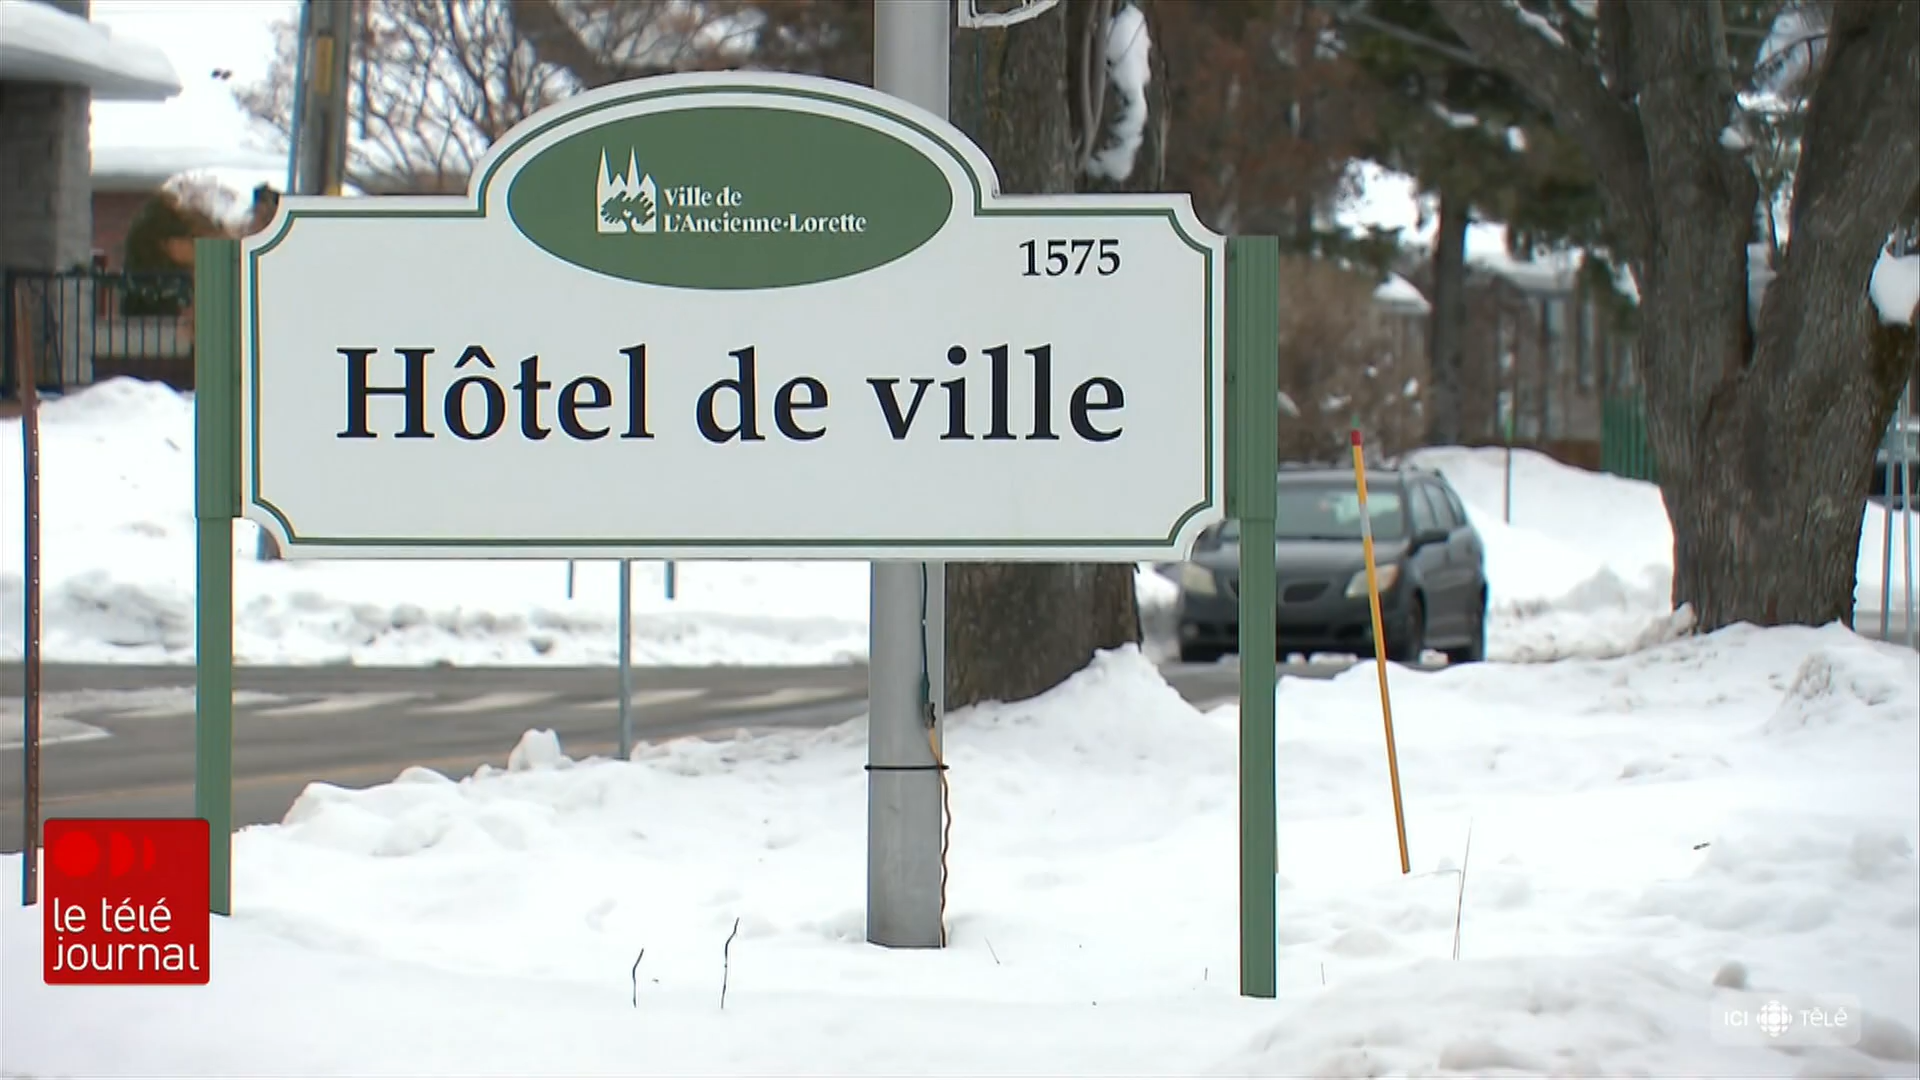 Ville de
L'Ancienne-Lorette
1575
Hôtel de ville
le télé
journal
ICI TÉLÉ